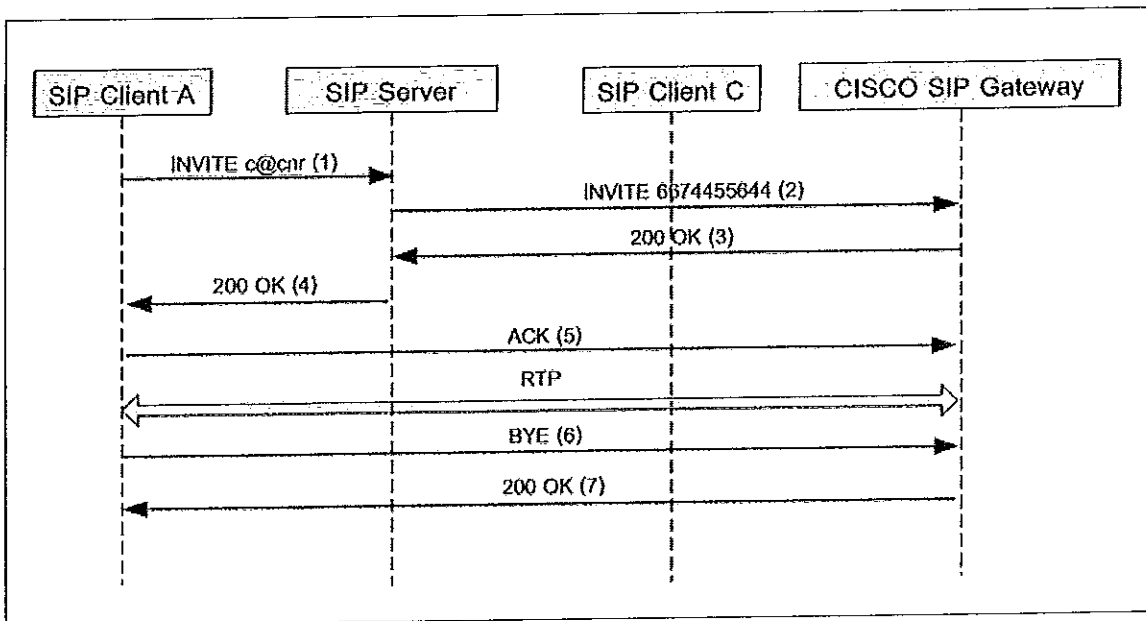 SIP Client A
SIP Server
SIP Client C
CISCO SIP Gateway
INVITE c@cnr (1)
INVITE 6674455644 (2)
200 OK (3)
200 OK (4)
ACK (5)
RTP
BYE (6)
200 OK (7)